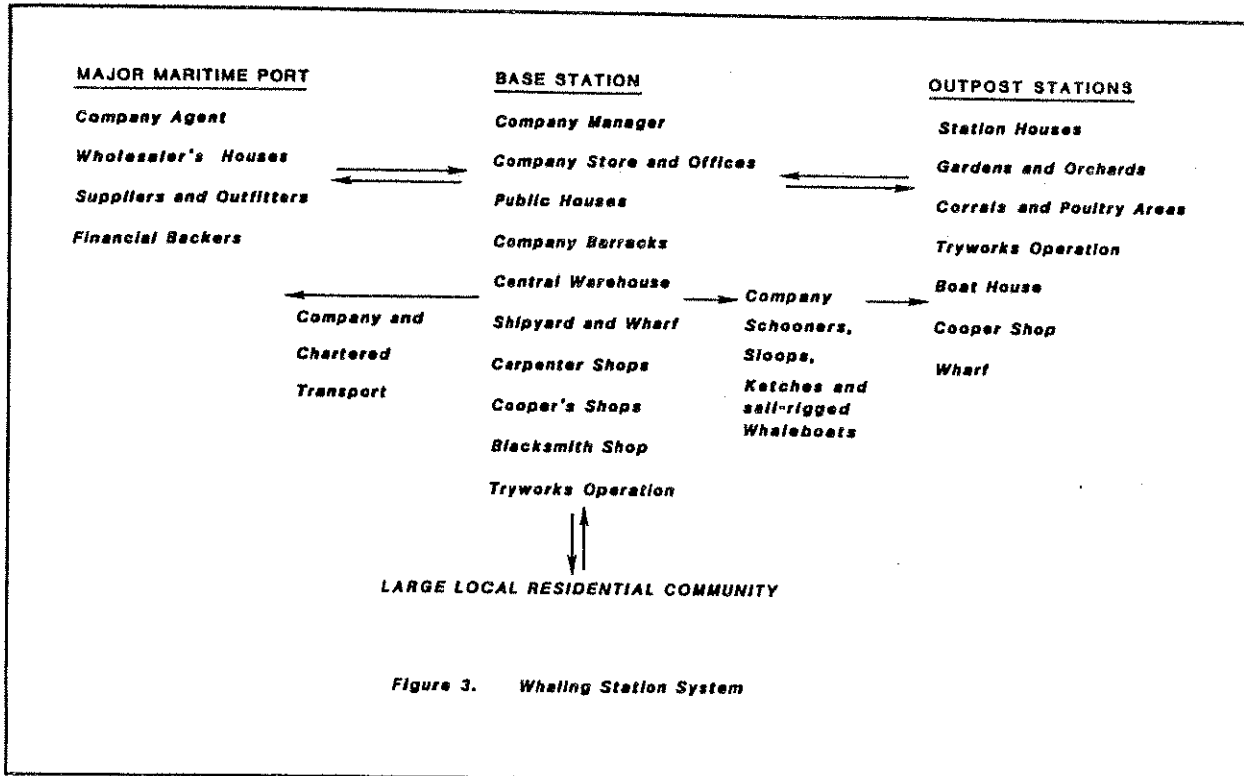 MAJOR MARITIME PORT
Company Agent
Wholesaler's Houses
Suppliers and Outfitters
Financial Backers
BASE STATION
Company Manager
Company Store and Offices
Public Houses
Company Barracks
Central Warehouse
Shipyard and Wharf
Carpenter Shops
Cooper's Shops
Blacksmith Shop
Tryworks Operation
OUTPOST STATIONS
Station Houses
Gardens and Orchards
Corrals and Poultry Areas
Tryworks Operation
Boat House
Cooper Shop
Wharf
Company and
Chartered
Transport
Company
Schooners,
Sloops,
Ketches and
sail-rigged
Whaleboats
LARGE LOCAL RESIDENTIAL COMMUNITY
Figure 3. Whaling Station System